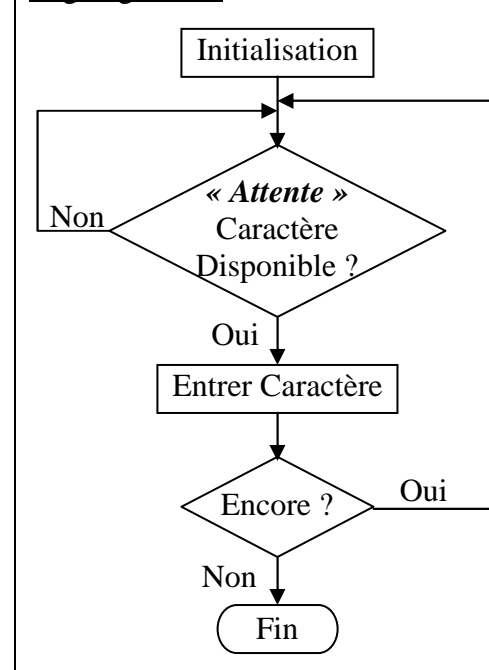 Initialisation
« Attente »
Non
Caractère
Disponible ?
Oui
Entrer Caractère
Encore ?
Oui
Non
Fin